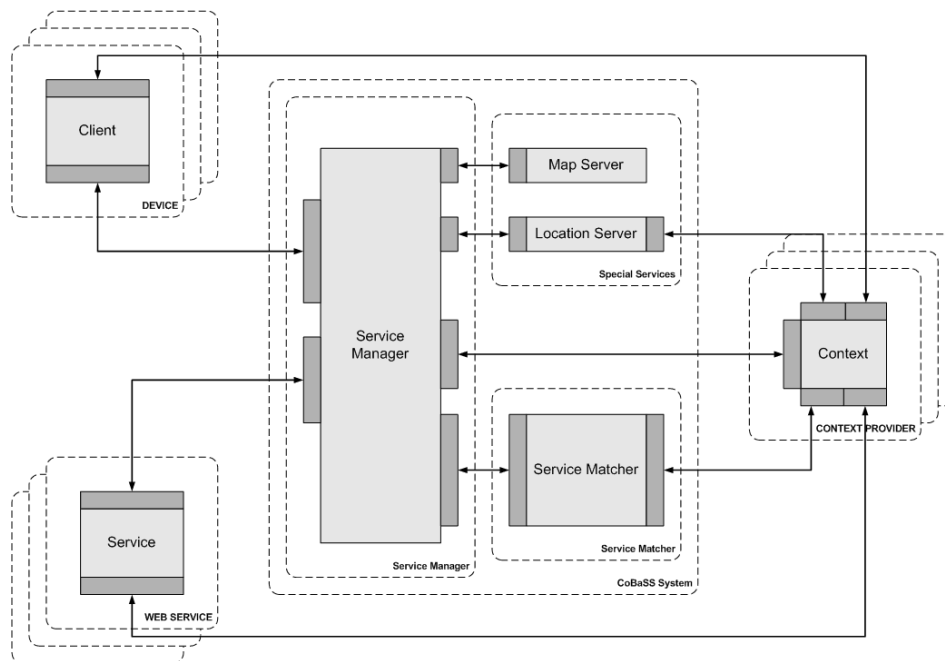 Client
DEVICE
Map Server
Location Server
Special Services
Service
Manager
Context
CONTEXT PROVIDER
Service Matcher
Service Matcher
Service Manager
CoBaSS System
Service
WEB SERVICE